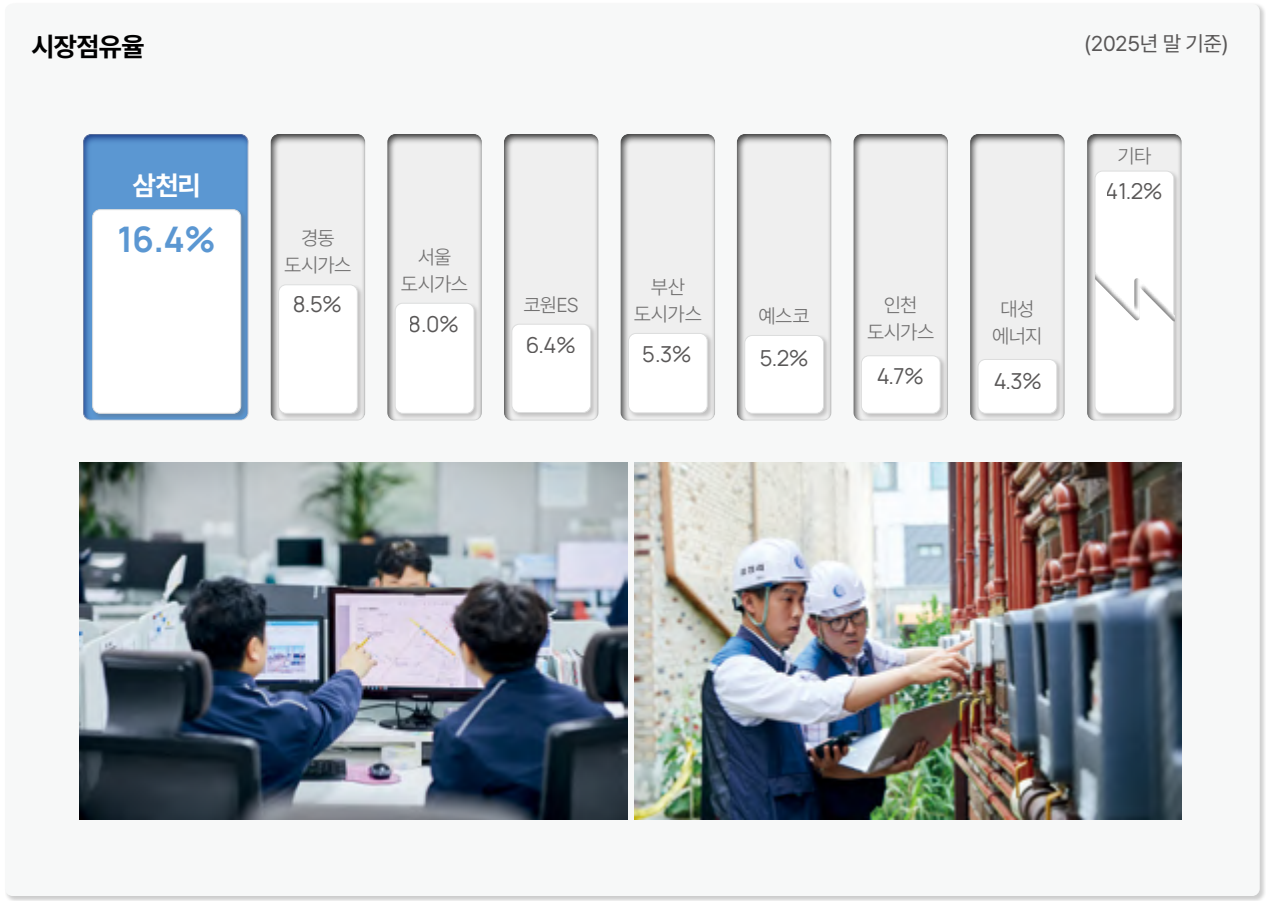 시장점유율
(2025년 말 기준)
삼천리
16.4%
경동
도시가스
8.5%
서울
도시가스
8.0%
코원ES
6.4%
부산
도시가스
5.3%
예스코
5.2%
인천
도시가스
4.7%
대성
에너지
4.3%
기타
41.2%